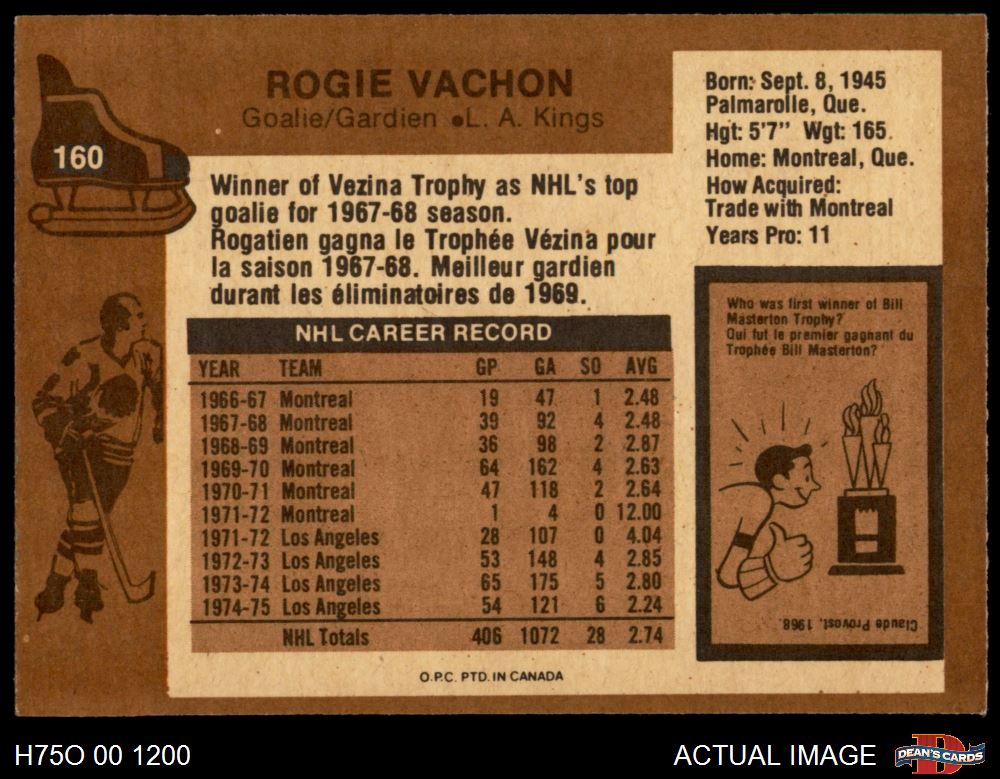 ROGIE VACHON
Goalie/Gardien • L. A. Kings
160
Born: Sept. 8, 1945
Palmarolle, Que.
Hgt: 5'7" Wgt: 165.
Home: Montreal, Que.
How Acquired:
Trade with Montreal
Years Pro: 11
Winner of Vezina Trophy as NHL's top
goalie for 1967-68 season.
Rogatien gagna le Trophée Vézina pour
la saison 1967-68. Meilleur gardien
durant les éliminatoires de 1969.
NHL CAREER RECORD
YEAR TEAM GP GA SO AVG
1966-67 Montreal 19 47 1 2.48
1967-68 Montreal 39 92 4 2.48
1968-69 Montreal 36 98 2 2.87
1969-70 Montreal 64 162 4 2.63
1970-71 Montreal 47 118 2 2.64
1971-72 Montreal 1 4 0 12.00
1971-72 Los Angeles 28 107 0 4.04
1972-73 Los Angeles 53 148 4 2.85
1973-74 Los Angeles 65 175 5 2.80
1974-75 Los Angeles 54 121 6 2.24
NHL Totals 406 1072 28 2.74
Who was first winner of Bill
Masterton Trophy?
Qui fut le premier gagnant du
Trophée Bill Masterton?
Claude Provost, 1968.
O.P.C. PTD. IN CANADA
H75O 00 1200
ACTUAL IMAGE
DEAN'S CARDS